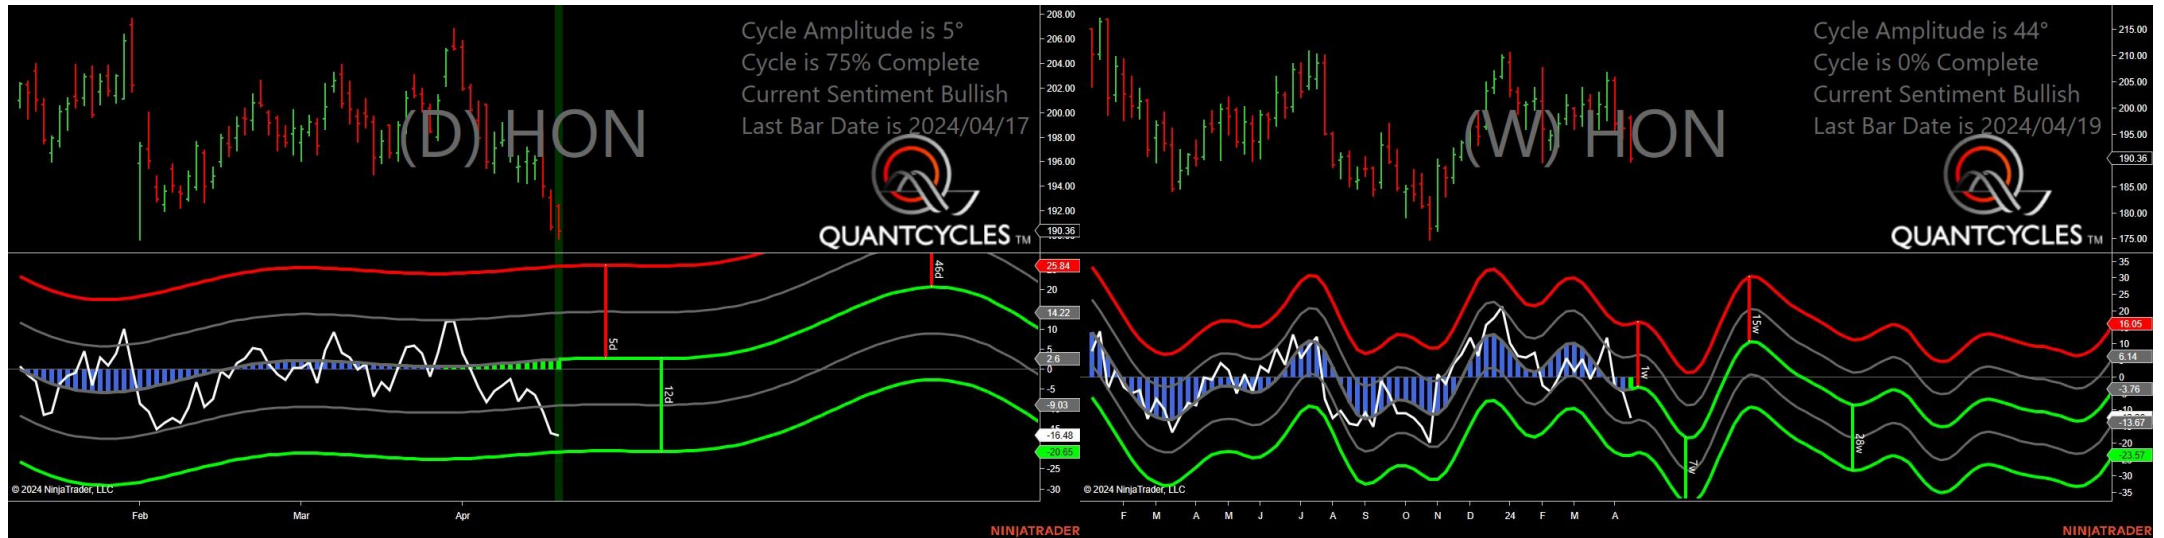 Cycle Amplitude is 5°
Cycle is 75% Complete
Current Sentiment Bullish
Last Bar Date is 2024/04/17
(D) HON
QUANTCYCLES TM
208.00
206.00
204.00
202.00
200.00
198.00
196.00
194.00
192.00
190.36
46d
5d
12d
25.84
20
14.22
10
5
2.6
0
-5
-9.03
-16.48
-20.65
-25
-30
© 2024 NinjaTrader, LLC
Feb Mar Apr
NINJATRADER
Cycle Amplitude is 44°
Cycle is 0% Complete
Current Sentiment Bullish
Last Bar Date is 2024/04/19
(W) HON
QUANTCYCLES TM
215.00
210.00
205.00
200.00
195.00
190.36
185.00
180.00
175.00
1w
15w
7w
28w
35
30
25
20
16.05
6.14
0
-3.76
-13.67
-20
-23.57
-30
-35
© 2024 NinjaTrader, LLC
F M A M J J A S O N D 24 F M A
NINJATRADER